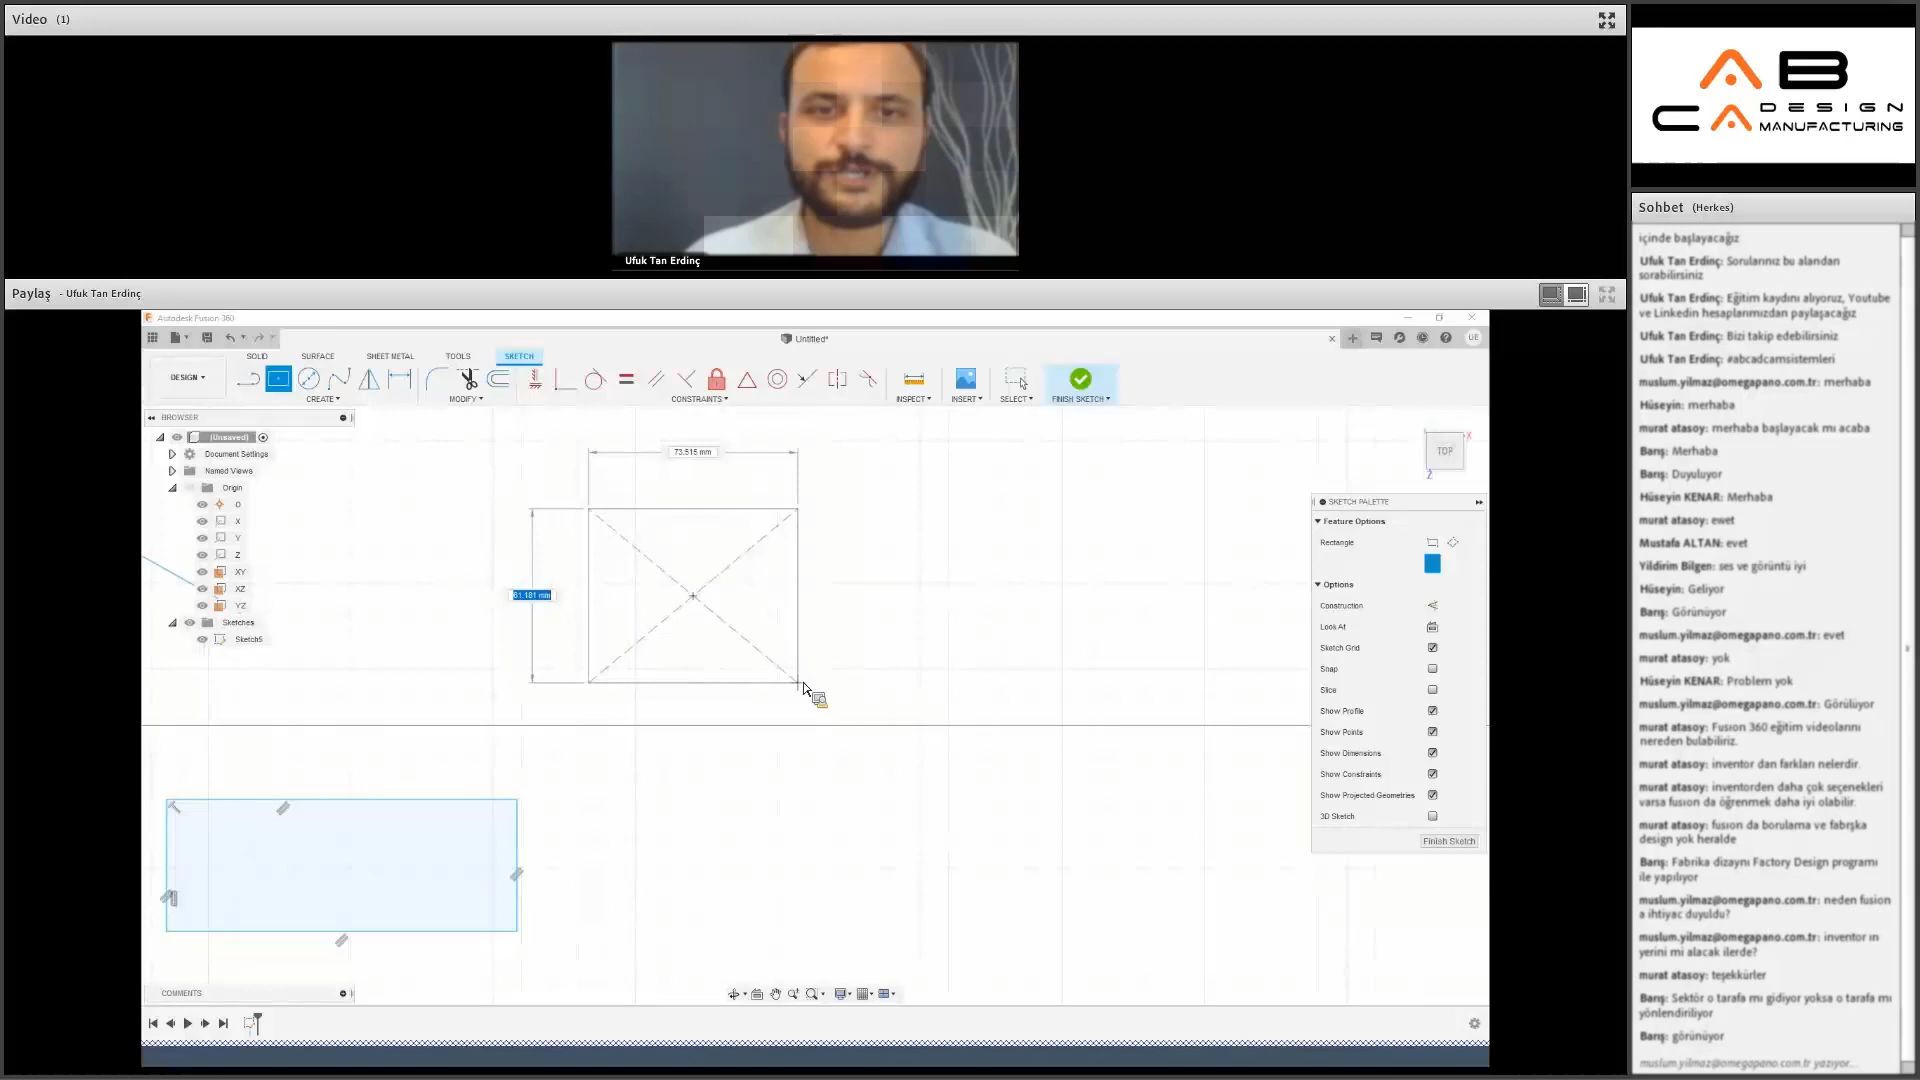 Video (1)
A B
CA DESIGN
MANUFACTURING
Ufuk Tan Erdinç
Paylaş - Ufuk Tan Erdinç
Autodesk Fusion 360
Untitled*
UE
SOLID
SURFACE
SHEET METAL
TOOLS
SKETCH
DESIGN
CREATE
MODIFY
CONSTRAINTS
INSPECT
INSERT
SELECT
FINISH SKETCH
BROWSER
(Unsaved)
Document Settings
Named Views
Origin
O
X
Y
Z
XY
XZ
YZ
Sketches
Sketch5
73.515 mm
61.181 mm
TOP
X
Z
SKETCH PALETTE
Feature Options
Rectangle
Options
Construction
Look At
Sketch Grid
Snap
Slice
Show Profile
Show Points
Show Dimensions
Show Constraints
Show Projected Geometries
3D Sketch
Finish Sketch
COMMENTS
Sohbet (Herkes)
içinde başlayacağız
Ufuk Tan Erdinç: Sorularınız bu alandan
sorabilirsiniz
Ufuk Tan Erdinç: Eğitim kaydını alıyoruz, Youtube
ve Linkedin hesaplarımızdan paylaşacağız
Ufuk Tan Erdinç: Bizi takip edebilirsiniz
Ufuk Tan Erdinç: #abcadcamsistemleri
muslum.yilmaz@omegapano.com.tr: merhaba
Hüseyin: merhaba
murat atasoy: merhaba başlayacak mı acaba
Barış: Merhaba
Barış: Duyuluyor
Hüseyin KENAR: Merhaba
murat atasoy: ewet
Mustafa ALTAN: evet
Yildirim Bilgen: ses ve görüntü iyi
Hüseyin: Geliyor
Barış: Görünüyor
muslum.yilmaz@omegapano.com.tr: evet
murat atasoy: yok
Hüseyin KENAR: Problem yok
muslum.yilmaz@omegapano.com.tr: Görülüyor
murat atasoy: Fusıon 360 eğitim videolarını
nereden bulabiliriz.
murat atasoy: inventor dan farkları nelerdir.
murat atasoy: inventorden daha çok seçenekleri
varsa fusıon da öğrenmek daha iyi olabilir.
murat atasoy: fusıon da borulama ve fabrşka
design yok heralde
Barış: Fabrika dizaynı Factory Design programı
ile yapılıyor
muslum.yilmaz@omegapano.com.tr: neden fusion
a ihtiyac duyuldu?
muslum.yilmaz@omegapano.com.tr: inventor ın
yerini mi alacak ilerde?
murat atasoy: teşekkürler
Barış: Sektör o tarafa mı gidiyor yoksa o tarafa mı
yönlendiriliyor
Barış: görünüyor
muslum.yilmaz@omegapano.com.tr yazıyor...